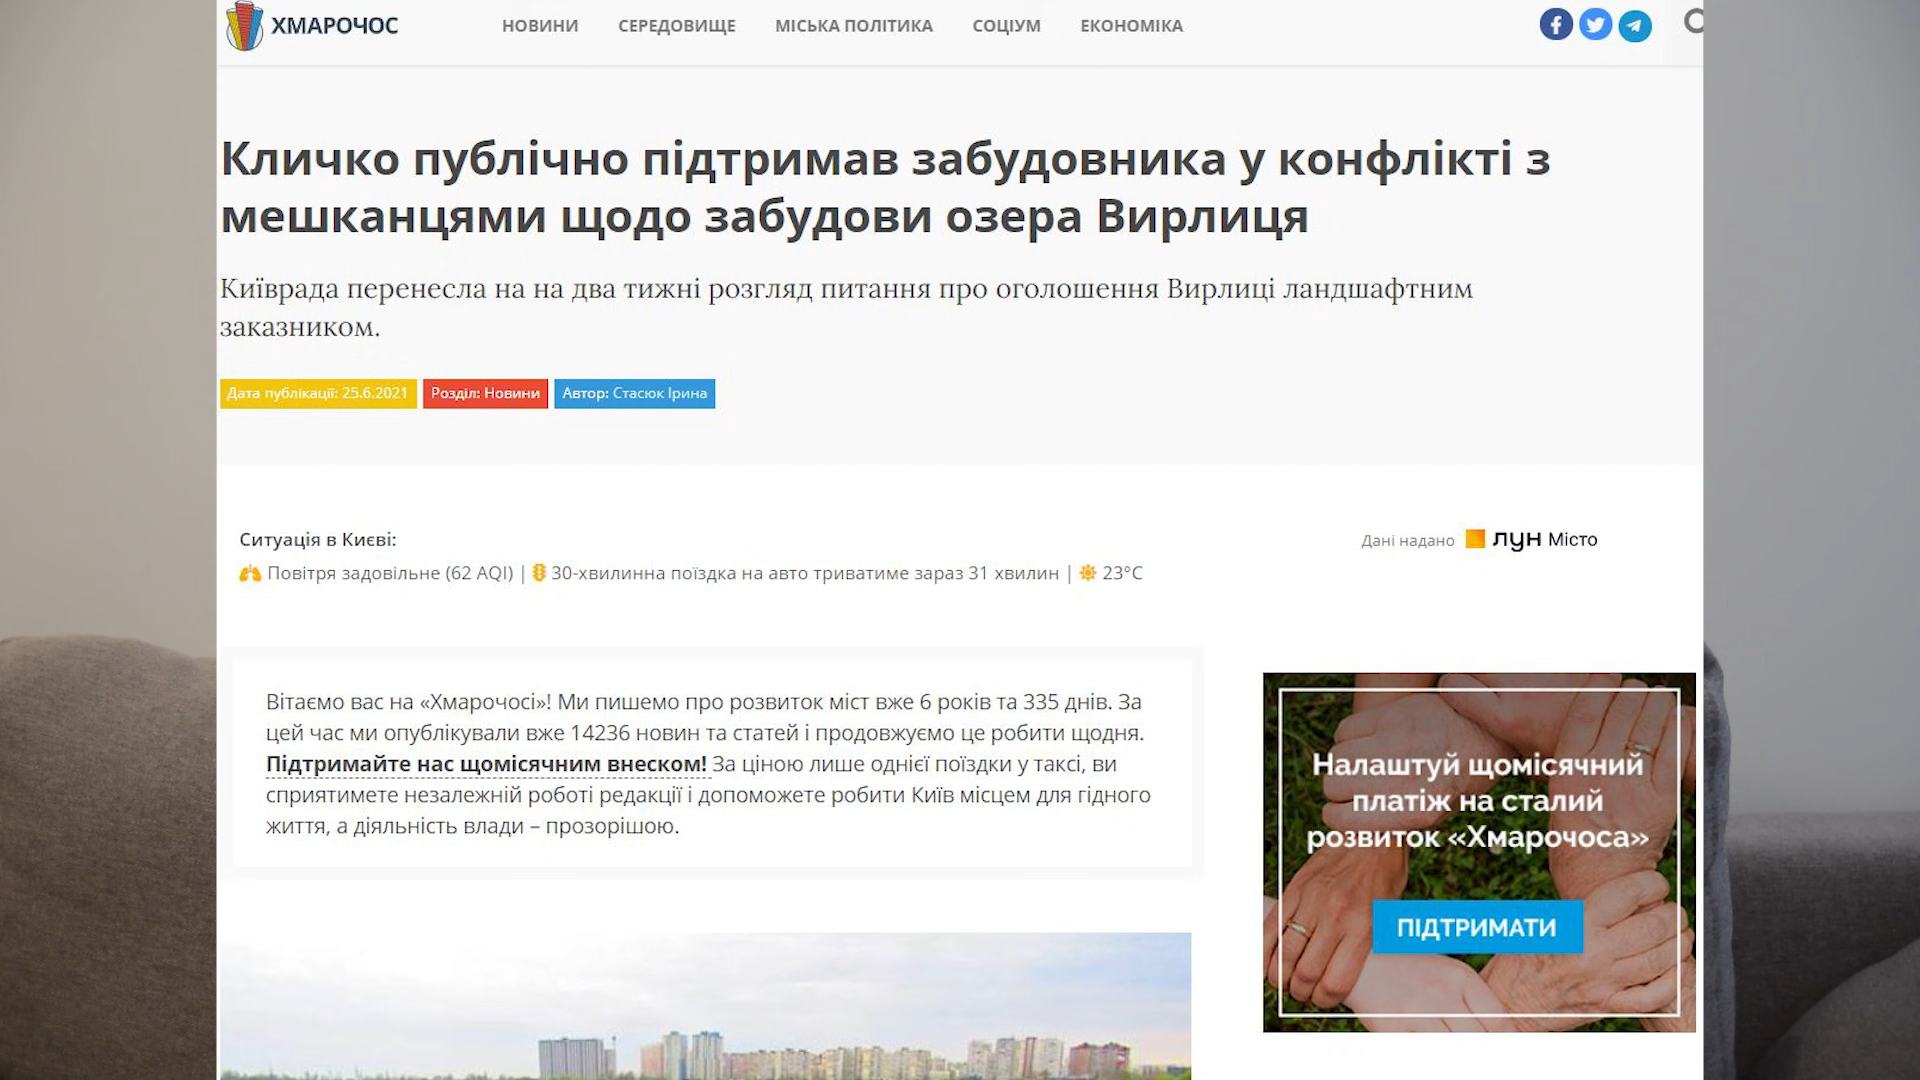 ХМАРОЧОС
НОВИНИ СЕРЕДОВИЩЕ МІСЬКА ПОЛІТИКА СОЦІУМ ЕКОНОМІКА
Кличко публічно підтримав забудовника у конфлікті з
мешканцями щодо забудови озера Вирлиця
Київрада перенесла на на два тижні розгляд питання про оголошення Вирлиці ландшафтним
заказником.
Дата публікації: 25.6.2021 Розділ: Новини Автор: Стасюк Ірина
Ситуація в Києві:
Дані надано ЛУН Місто
Повітря задовільне (62 AQI) | 30-хвилинна поїздка на авто триватиме зараз 31 хвилин | 23°C
Вітаємо вас на «Хмарочосі»! Ми пишемо про розвиток міст вже 6 років та 335 днів. За
цей час ми опублікували вже 14236 новин та статей і продовжуємо це робити щодня.
Підтримайте нас щомісячним внеском! За ціною лише однієї поїздки у таксі, ви
сприятимете незалежній роботі редакції і допоможете робити Київ місцем для гідного
життя, а діяльність влади – прозорішою.
Налаштуй щомісячний
платіж на сталий
розвиток «Хмарочоса»
ПІДТРИМАТИ